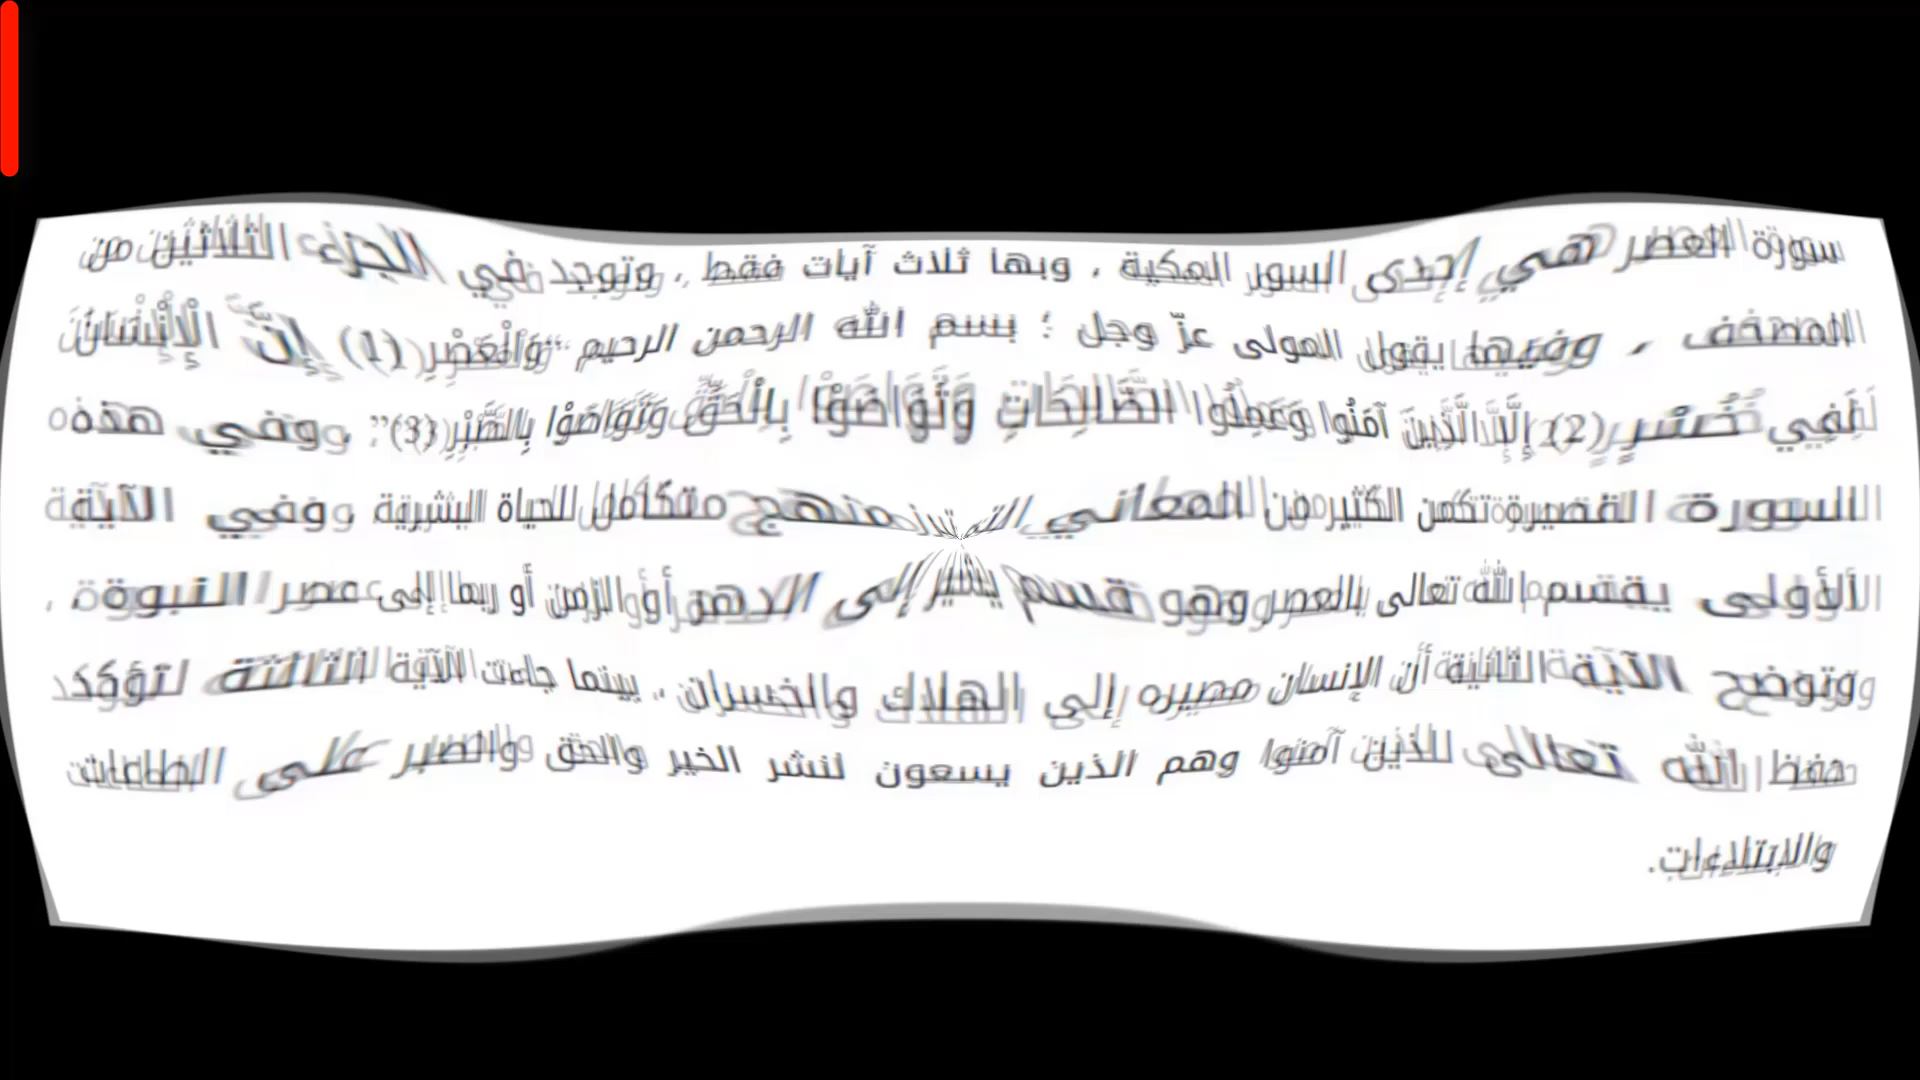 سورة العصر هي إحدى السور المكية ، وبها ثلاث آيات فقط ، وتوجد في الجزء الثلاثين من
المصحف ، وفيها يقول المولى عزّ وجل ؛ بسم الله الرحمن الرحيم “وَالْعَصْرِ (1) إِنَّ الْإِنْسَانَ
لَفِي خُسْرٍ (2) إِلَّا الَّذِينَ آمَنُوا وَعَمِلُوا الصَّالِحَاتِ وَتَوَاصَوْا بِالْحَقِّ وَتَوَاصَوْا بِالصَّبْرِ (3)” ، وفي هذه
السورة القصيرة تكمن الكثير من المعاني منهج متكامل للحياة البشرية ، وفي الآية
الأولى يقسم الله تعالى بالعصر وهو قسم يشير إلى الدهر أو الزمن أو ربما إلى عصر النبوة ،
وتوضح الآية الثانية أن الإنسان مصيره إلى الهلاك والخسران ، بينما جاءت الآية الثالثة لتؤكد
حفظ الله تعالى للذين آمنوا وهم الذين يسعون لنشر الخير والحق والصبر على الطاعات
والابتلاءات.